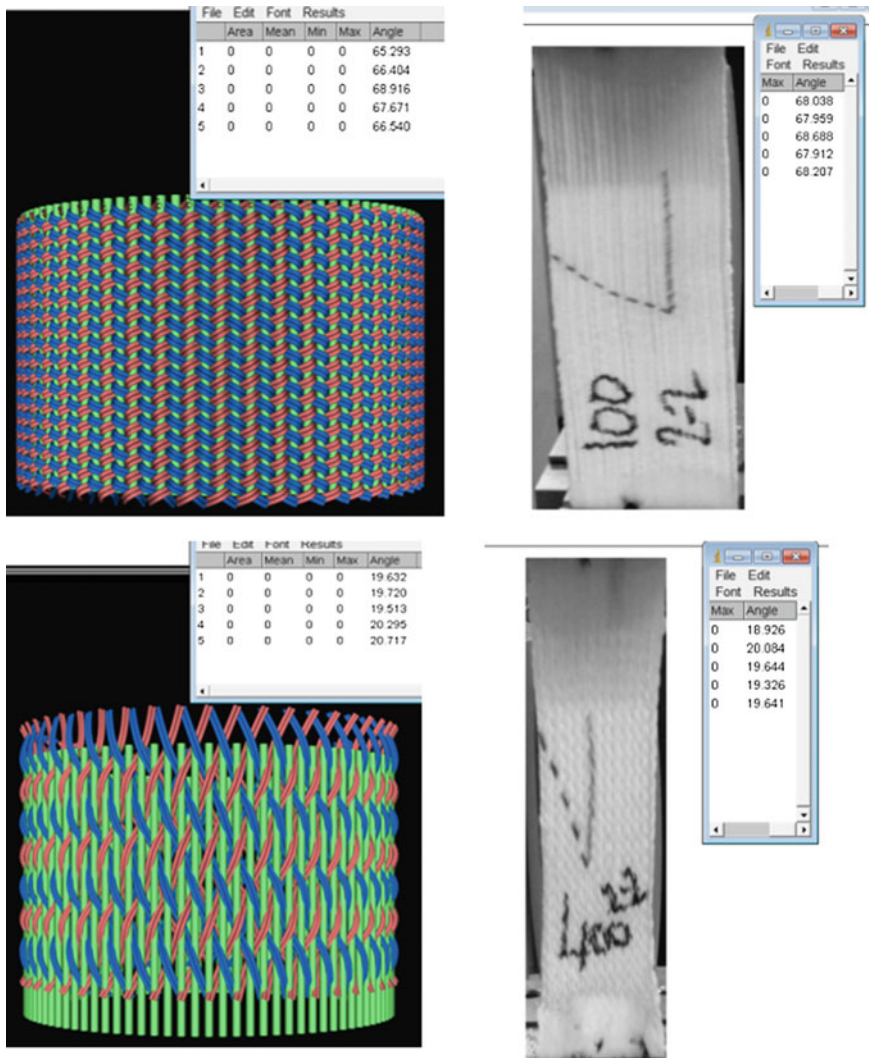 File Edit Font Results
Area Mean Min Max Angle
1 0 0 0 0 65.293
2 0 0 0 0 66.404
3 0 0 0 0 68.916
4 0 0 0 0 67.671
5 0 0 0 0 66.540
File Edit
Font Results
Max Angle
0 68.038
0 67.959
0 68.688
0 67.912
0 68.207
100
2-2
File Edit Font Results
Area Mean Min Max Angle
1 0 0 0 0 19.632
2 0 0 0 0 19.720
3 0 0 0 0 19.513
4 0 0 0 0 20.295
5 0 0 0 0 20.717
File Edit
Font Results
Max Angle
0 18.926
0 20.084
0 19.644
0 19.326
0 19.641
400
2-2